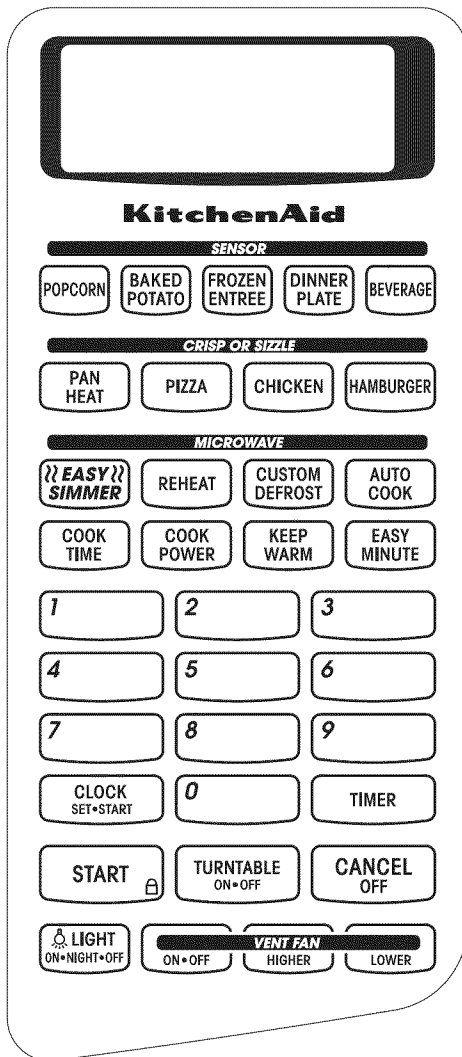 KitchenAid
SENSOR
POPCORN
BAKED
POTATO
FROZEN
ENTREE
DINNER
PLATE
BEVERAGE
CRISP OR SIZZLE
PAN
HEAT
PIZZA
CHICKEN
HAMBURGER
MICROWAVE
EASY
SIMMER
REHEAT
CUSTOM
DEFROST
AUTO
COOK
COOK
TIME
COOK
POWER
KEEP
WARM
EASY
MINUTE
1
2
3
4
5
6
7
8
9
CLOCK
SET•START
0
TIMER
START
TURNTABLE
ON•OFF
CANCEL
OFF
LIGHT
ON•NIGHT•OFF
VENT FAN
ON•OFF
HIGHER
LOWER